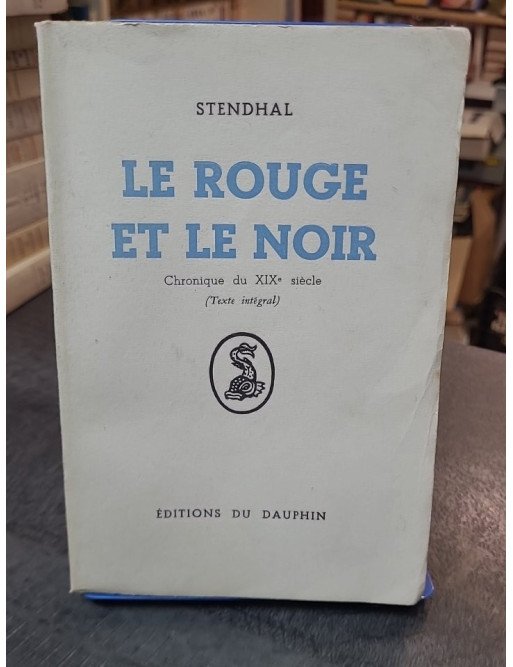 STENDHAL
LE ROUGE
ET LE NOIR
Chronique du XIXᵉ siècle
(Texte intégral)
ÉDITIONS DU DAUPHIN